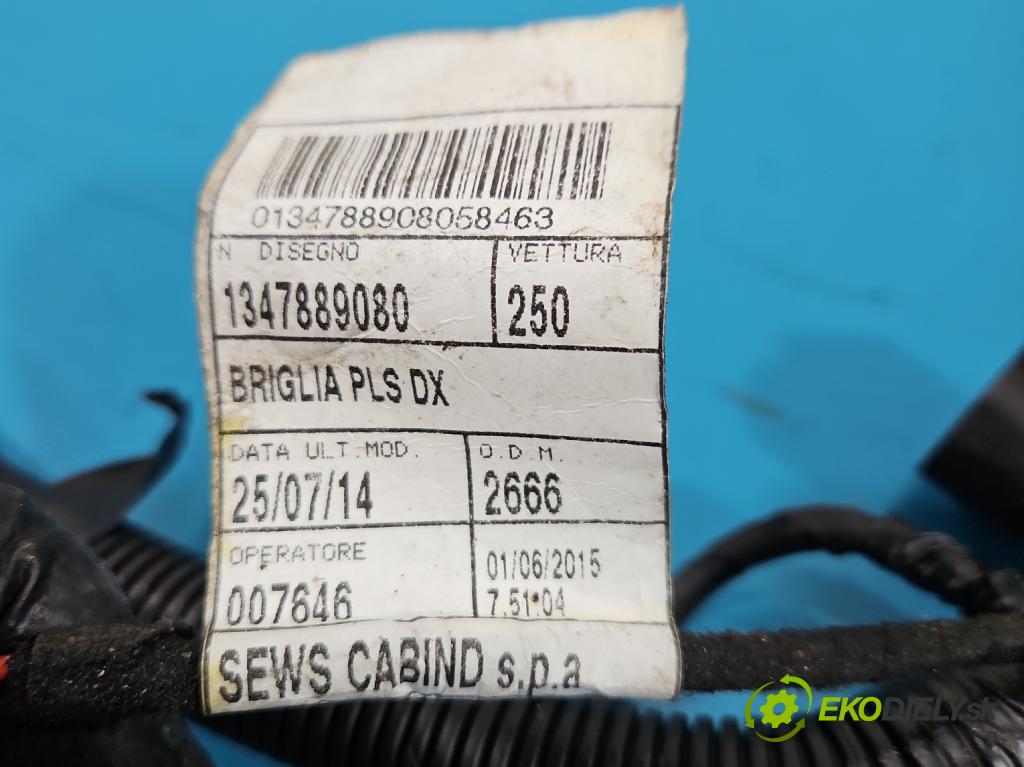 0134788908058463
N DISEGNO
VETTURA
1347889080
250
BRIGLIA PLS DX
DATA ULT.MOD.
O.D.M.
25/07/14
2666
OPERATORE
01/06/2015
007646
7.51.04
SEWS CABIND s.p.a
EKODIELY.sk